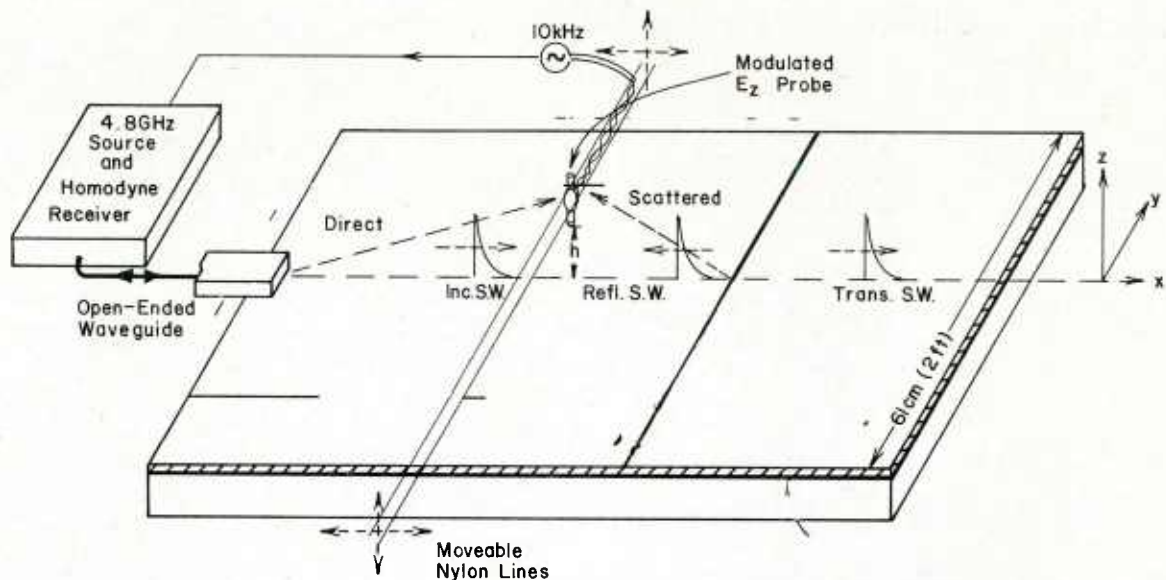 10kHz
~
Modulated
Ez Probe
4.8GHz
Source
and
Homodyne
Receiver
z
y
x
Direct
Scattered
h
Inc.S.W.
Refl. S.W.
Trans. S.W.
Open-Ended
Waveguide
61cm (2ft)
Moveable
Nylon Lines